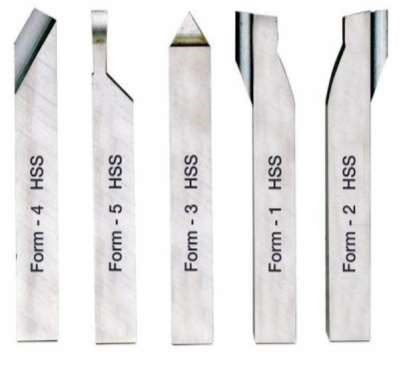 Form - 4 HSS
Form - 5 HSS
Form - 3 HSS
Form - 1 HSS
Form - 2 HSS